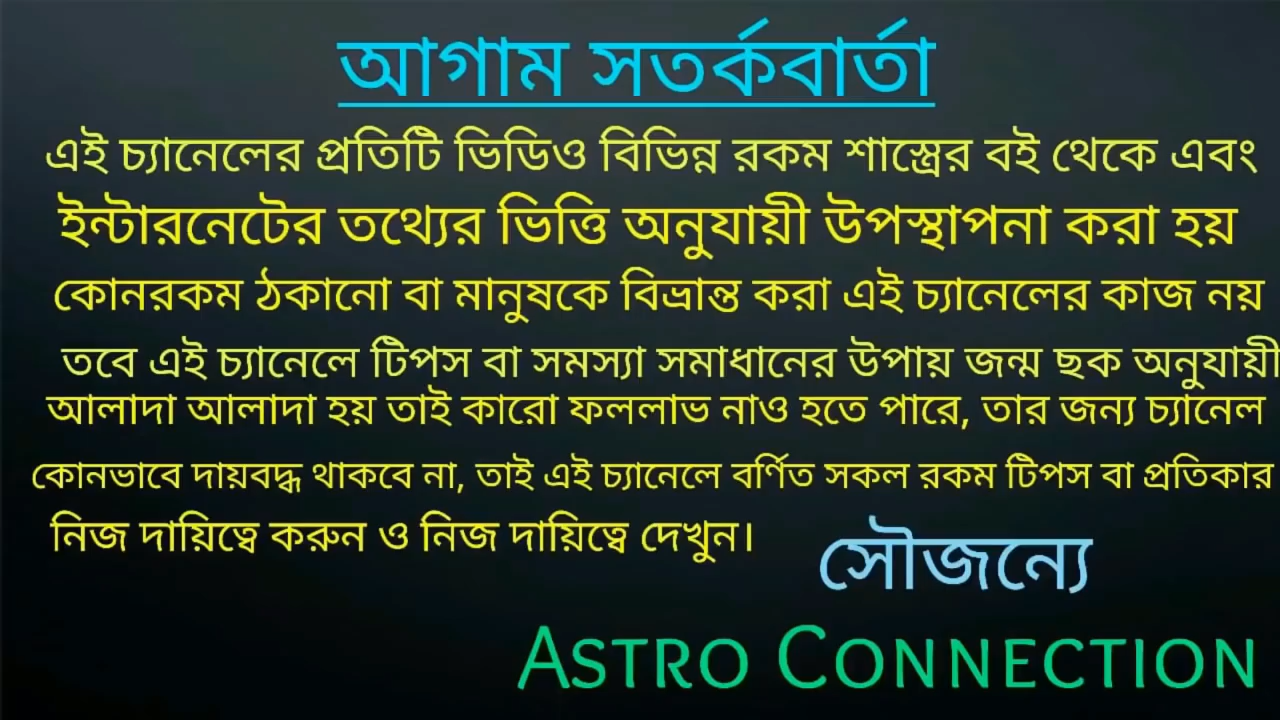 আগাম সতর্কবার্তা
এই চ্যানেলের প্রতিটি ভিডিও বিভিন্ন রকম শাস্ত্রের বই থেকে এবং
ইন্টারনেটের তথ্যের ভিত্তি অনুযায়ী উপস্থাপনা করা হয়
কোনরকম ঠকানো বা মানুষকে বিভ্রান্ত করা এই চ্যানেলের কাজ নয়
তবে এই চ্যানেলে টিপস বা সমস্যা সমাধানের উপায় জন্ম ছক অনুযায়ী
আলাদা আলাদা হয় তাই কারো ফললাভ নাও হতে পারে, তার জন্য চ্যানেল
কোনভাবে দায়বদ্ধ থাকবে না, তাই এই চ্যানেলে বর্ণিত সকল রকম টিপস বা প্রতিকার
নিজ দায়িত্বে করুন ও নিজ দায়িত্বে দেখুন।
সৌজন্যে
ASTRO CONNECTION